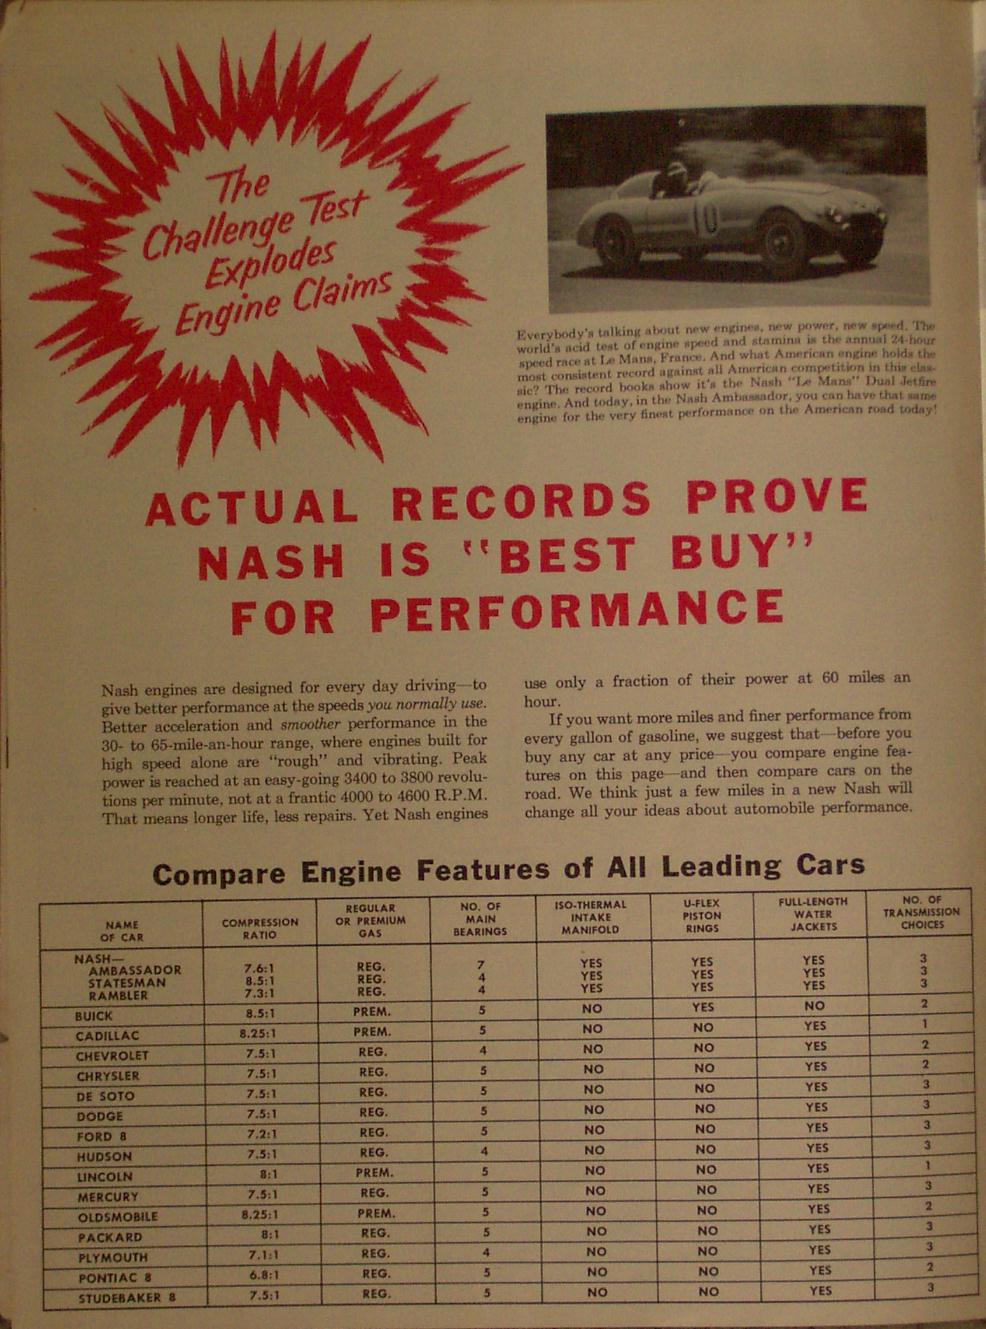 The
Challenge Test
Explodes
Engine Claims
10
Everybody's talking about new engines, new power, new speed. The
world's acid test of engine speed and stamina is the annual 24-hour
speed race at Le Mans, France. And what American engine holds the
most consistent record against all American competition in this clas-
sic? The record books show it's the Nash "Le Mans" Dual Jetfire
engine. And today, in the Nash Ambassador, you can have that same
engine for the very finest performance on the American road today!
ACTUAL RECORDS PROVE
NASH IS "BEST BUY"
FOR PERFORMANCE
Nash engines are designed for every day driving—to
give better performance at the speeds you normally use.
Better acceleration and smoother performance in the
30- to 65-mile-an-hour range, where engines built for
high speed alone are "rough" and vibrating. Peak
power is reached at an easy-going 3400 to 3800 revolu-
tions per minute, not at a frantic 4000 to 4600 R.P.M.
That means longer life, less repairs. Yet Nash engines
use only a fraction of their power at 60 miles an
hour.
If you want more miles and finer performance from
every gallon of gasoline, we suggest that—before you
buy any car at any price—you compare engine fea-
tures on this page—and then compare cars on the
road. We think just a few miles in a new Nash will
change all your ideas about automobile performance.
Compare Engine Features of All Leading Cars
NAME OF CAR COMPRESSION RATIO REGULAR OR PREMIUM GAS NO. OF MAIN BEARINGS ISO-THERMAL INTAKE MANIFOLD U-FLEX PISTON RINGS FULL-LENGTH WATER JACKETS NO. OF TRANSMISSION CHOICES
NASH—
AMBASSADOR 7.6:1 REG. 7 YES YES YES 3
STATESMAN 8.5:1 REG. 4 YES YES YES 3
RAMBLER 7.3:1 REG. 4 YES YES YES 3
BUICK 8.5:1 PREM. 5 NO YES NO 2
CADILLAC 8.25:1 PREM. 5 NO NO YES 1
CHEVROLET 7.5:1 REG. 4 NO NO YES 2
CHRYSLER 7.5:1 REG. 5 NO NO YES 2
DE SOTO 7.5:1 REG. 5 NO NO YES 3
DODGE 7.5:1 REG. 5 NO NO YES 3
FORD 8 7.2:1 REG. 5 NO NO YES 3
HUDSON 7.5:1 REG. 4 NO NO YES 3
LINCOLN 8:1 PREM. 5 NO NO YES 1
MERCURY 7.5:1 REG. 5 NO NO YES 3
OLDSMOBILE 8.25:1 PREM. 5 NO NO YES 2
PACKARD 8:1 REG. 5 NO NO YES 3
PLYMOUTH 7.1:1 REG. 4 NO NO YES 3
PONTIAC 8 6.8:1 REG. 5 NO NO YES 2
STUDEBAKER 8 7.5:1 REG. 5 NO NO YES 3